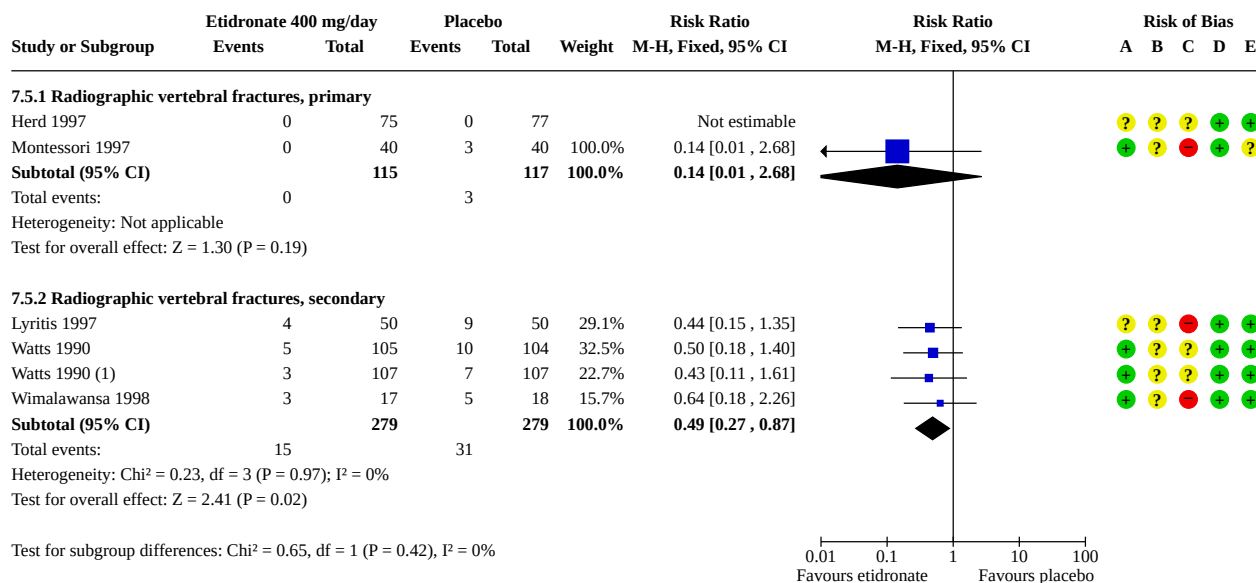 Etidronate 400 mg/day Placebo Risk Ratio Risk Ratio Risk of Bias
Study or Subgroup Events Total Events Total Weight M-H, Fixed, 95% CI M-H, Fixed, 95% CI A B C D E
7.5.1 Radiographic vertebral fractures, primary
Herd 1997 0 75 0 77 Not estimable ? ? ? + +
Montessori 1997 0 40 3 40 100.0% 0.14 [0.01 , 2.68] + ? − + ?
Subtotal (95% CI) 115 117 100.0% 0.14 [0.01 , 2.68]
Total events: 0 3
Heterogeneity: Not applicable
Test for overall effect: Z = 1.30 (P = 0.19)
7.5.2 Radiographic vertebral fractures, secondary
Lyritis 1997 4 50 9 50 29.1% 0.44 [0.15 , 1.35] ? ? − + +
Watts 1990 5 105 10 104 32.5% 0.50 [0.18 , 1.40] + ? ? + +
Watts 1990 (1) 3 107 7 107 22.7% 0.43 [0.11 , 1.61] + ? ? + +
Wimalawansa 1998 3 17 5 18 15.7% 0.64 [0.18 , 2.26] + ? − + +
Subtotal (95% CI) 279 279 100.0% 0.49 [0.27 , 0.87]
Total events: 15 31
Heterogeneity: Chi² = 0.23, df = 3 (P = 0.97); I² = 0%
Test for overall effect: Z = 2.41 (P = 0.02)
Test for subgroup differences: Chi² = 0.65, df = 1 (P = 0.42), I² = 0%
0.01 0.1 1 10 100
Favours etidronate Favours placebo